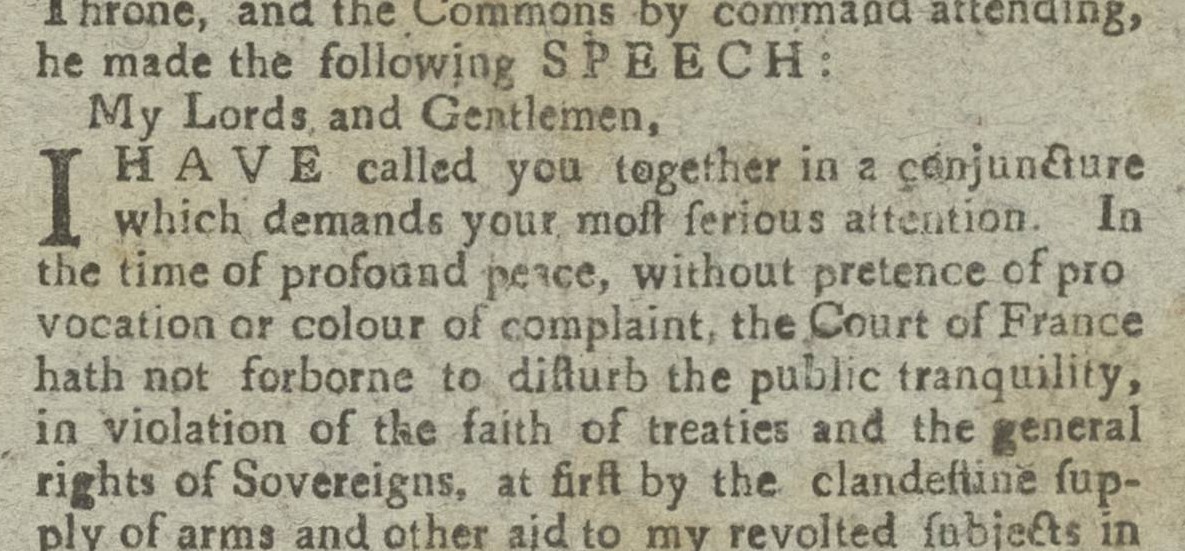 Throne, and the Commons by command attending,
he made the following SPEECH:
My Lords and Gentlemen,
I HAVE called you together in a conjuncture
which demands your moſt ſerious attention. In
the time of profound peace, without pretence of pro
vocation or colour of complaint, the Court of France
hath not forborne to diſturb the public tranquility,
in violation of the faith of treaties and the general
rights of Sovereigns, at firſt by the clandeſtine ſup-
ply of arms and other aid to my revolted ſubjects in